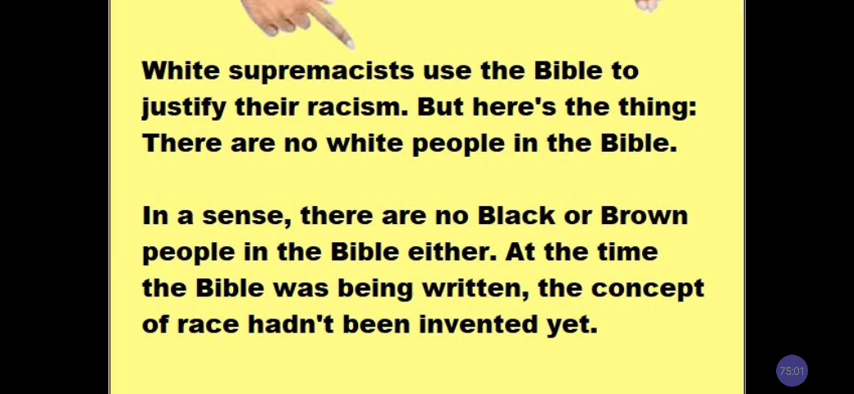 White supremacists use the Bible to
justify their racism. But here's the thing:
There are no white people in the Bible.
In a sense, there are no Black or Brown
people in the Bible either. At the time
the Bible was being written, the concept
of race hadn't been invented yet.
75:01